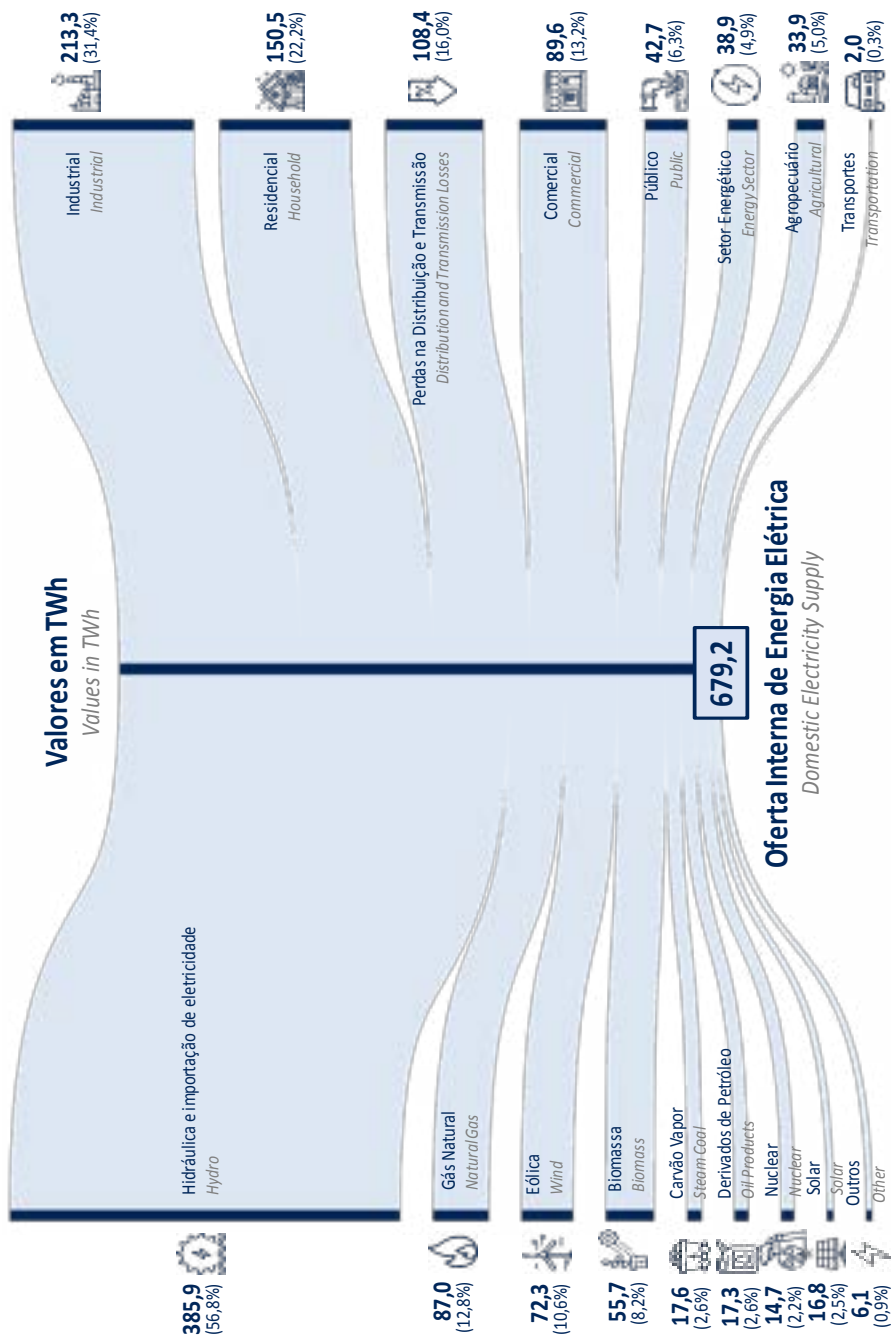 Valores em TWh
Values in TWh
385,9
(56,8%)
Hidráulica e importação de eletricidade
Hydro
87,0
(12,8%)
Gás Natural
Natural Gas
72,3
(10,6%)
Eólica
Wind
55,7
(8,2%)
Biomassa
Biomass
17,6
(2,6%)
Carvão Vapor
Steam Coal
17,3
(2,6%)
Derivados de Petróleo
Oil Products
14,7
(2,2%)
Nuclear
Nuclear
16,8
(2,5%)
Solar
Solar
6,1
(0,9%)
Outros
Other
679,2
Oferta Interna de Energia Elétrica
Domestic Electricity Supply
Industrial
Industrial
213,3
(31,4%)
Residencial
Household
150,5
(22,2%)
Perdas na Distribuição e Transmissão
Distribution and Transmission Losses
108,4
(16,0%)
Comercial
Commercial
89,6
(13,2%)
Público
Public
42,7
(6,3%)
Setor Energético
Energy Sector
38,9
(4,9%)
Agropecuário
Agricultural
33,9
(5,0%)
Transportes
Transportation
2,0
(0,3%)